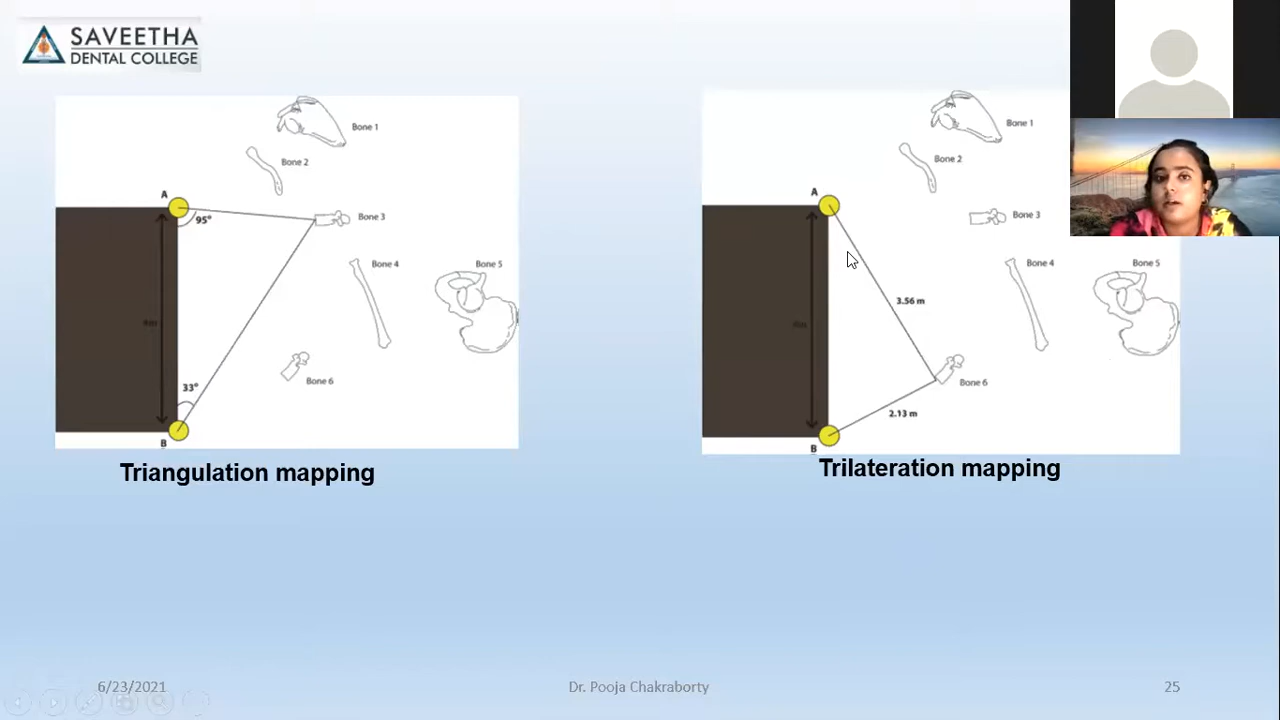 SAVEETHA
DENTAL COLLEGE
Bone 1
Bone 2
A
95°
Bone 3
Bone 4
Bone 5
33°
Bone 6
B
Triangulation mapping
Bone 1
Bone 2
A
Bone 3
Bone 4
Bone 5
3.56 m
Bone 6
2.13 m
B
Trilateration mapping
6/23/2021
Dr. Pooja Chakraborty
25